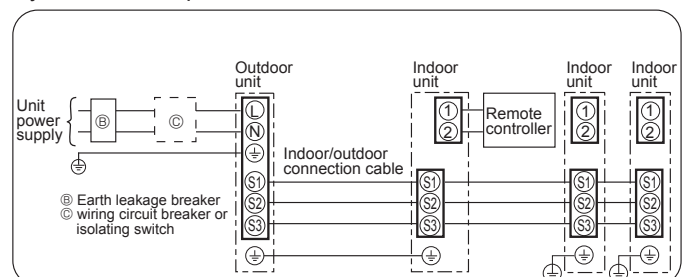 Outdoor
unit
Indoor
unit
Indoor
unit
Indoor
unit
Unit
power
supply
Ⓑ
Ⓒ
L
N
S1
S2
S3
Indoor/outdoor
connection cable
1
2
Remote
controller
S1
S2
S3
1
2
S1
S2
S3
1
2
S1
S2
S3
Ⓑ Earth leakage breaker
Ⓒ wiring circuit breaker or
isolating switch